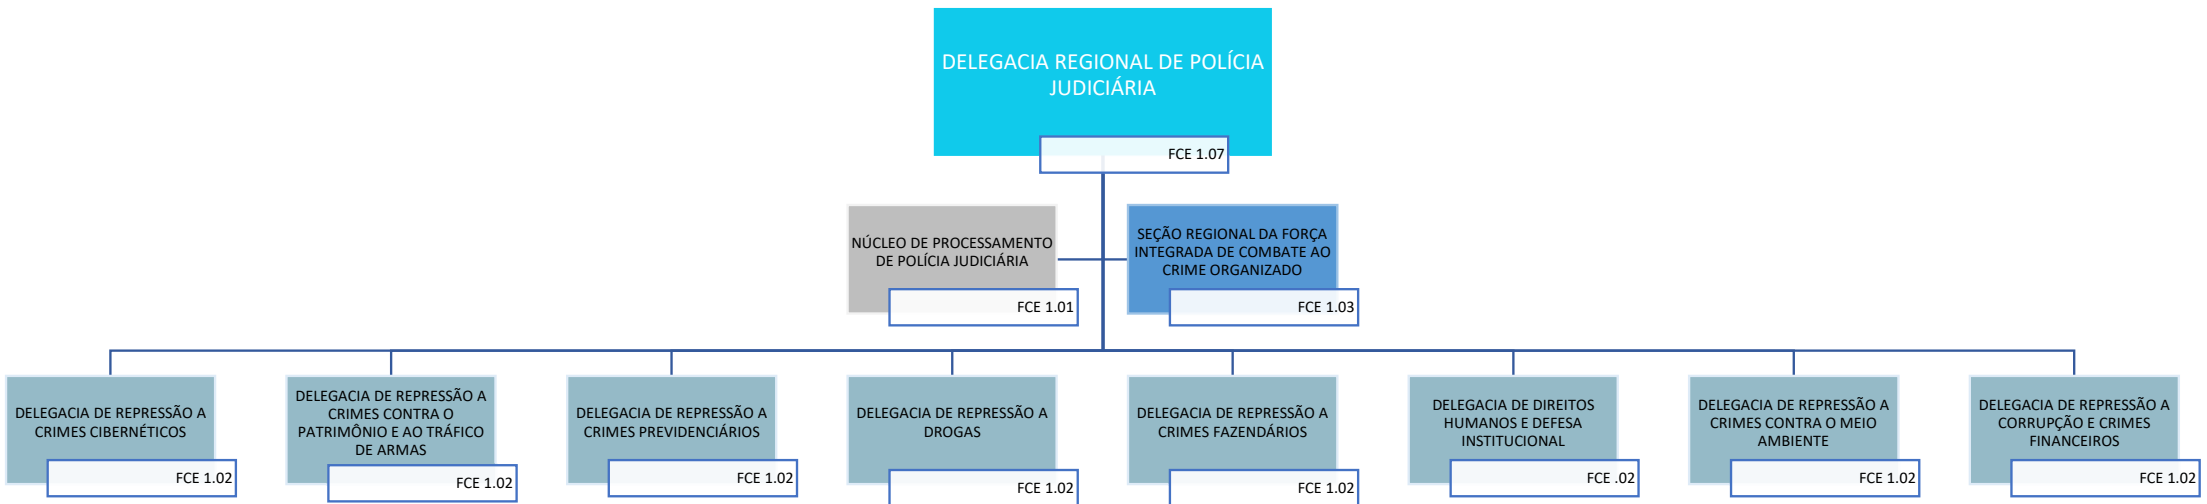 DELEGACIA REGIONAL DE POLÍCIA
JUDICIÁRIA
FCE 1.07
NÚCLEO DE PROCESSAMENTO
DE POLÍCIA JUDICIÁRIA
FCE 1.01
SEÇÃO REGIONAL DA FORÇA
INTEGRADA DE COMBATE AO
CRIME ORGANIZADO
FCE 1.03
DELEGACIA DE REPRESSÃO A
CRIMES CIBERNÉTICOS
FCE 1.02
DELEGACIA DE REPRESSÃO A
CRIMES CONTRA O
PATRIMÔNIO E AO TRÁFICO
DE ARMAS
FCE 1.02
DELEGACIA DE REPRESSÃO A
CRIMES PREVIDENCIÁRIOS
FCE 1.02
DELEGACIA DE REPRESSÃO A
DROGAS
FCE 1.02
DELEGACIA DE REPRESSÃO A
CRIMES FAZENDÁRIOS
FCE 1.02
DELEGACIA DE DIREITOS
HUMANOS E DEFESA
INSTITUCIONAL
FCE .02
DELEGACIA DE REPRESSÃO A
CRIMES CONTRA O MEIO
AMBIENTE
FCE 1.02
DELEGACIA DE REPRESSÃO A
CORRUPÇÃO E CRIMES
FINANCEIROS
FCE 1.02